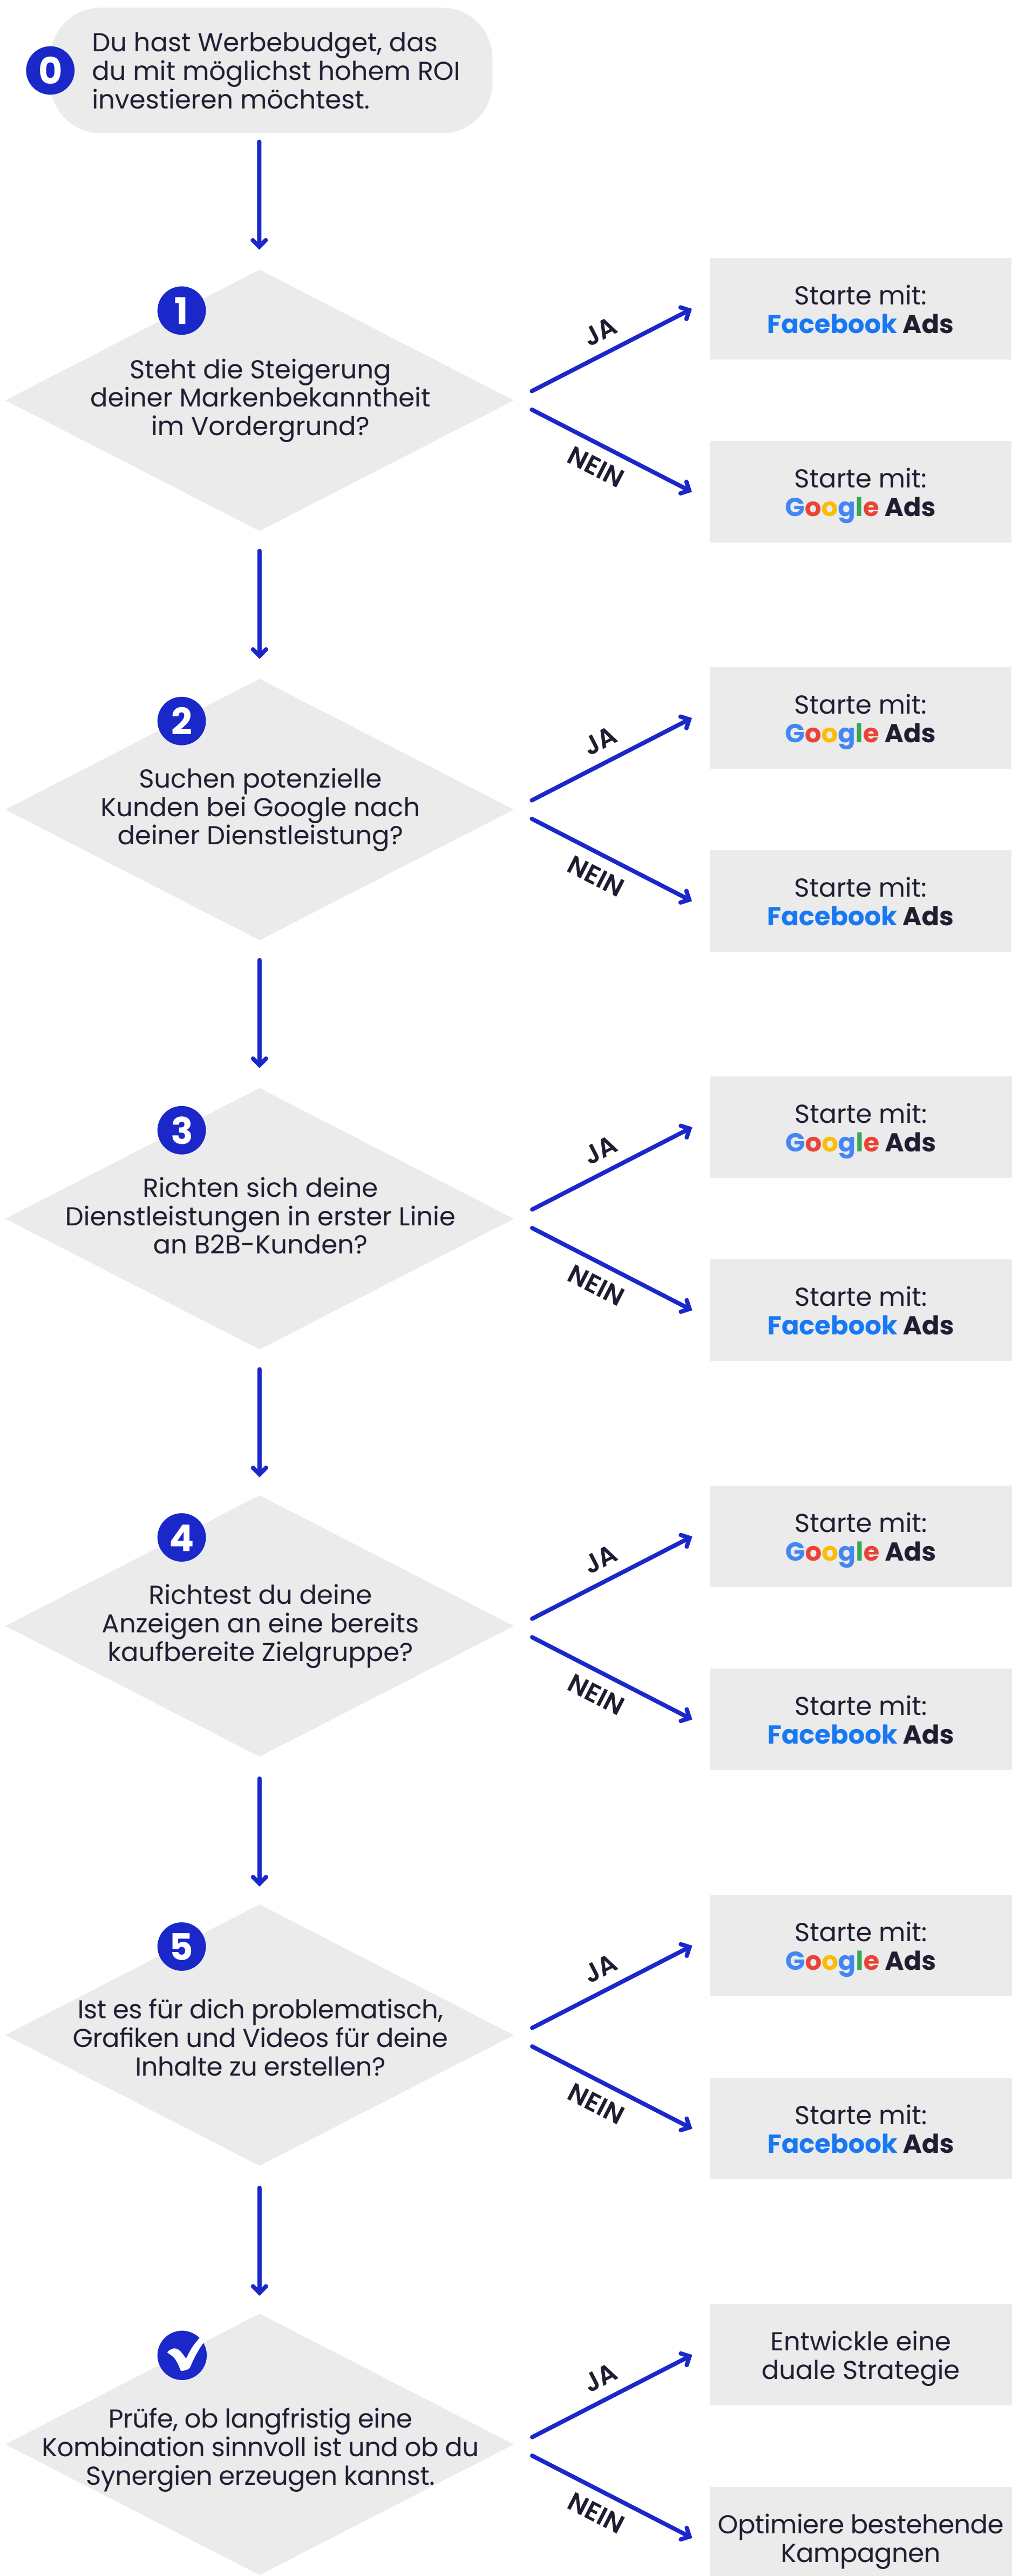 0
Du hast Werbebudget, das
du mit möglichst hohem ROI
investieren möchtest.
1
Steht die Steigerung
deiner Markenbekanntheit
im Vordergrund?
JA
Starte mit:
Facebook Ads
NEIN
Starte mit:
Google Ads
2
Suchen potenzielle
Kunden bei Google nach
deiner Dienstleistung?
JA
Starte mit:
Google Ads
NEIN
Starte mit:
Facebook Ads
3
Richten sich deine
Dienstleistungen in erster Linie
an B2B-Kunden?
JA
Starte mit:
Google Ads
NEIN
Starte mit:
Facebook Ads
4
Richtest du deine
Anzeigen an eine bereits
kaufbereite Zielgruppe?
JA
Starte mit:
Google Ads
NEIN
Starte mit:
Facebook Ads
5
Ist es für dich problematisch,
Grafiken und Videos für deine
Inhalte zu erstellen?
JA
Starte mit:
Google Ads
NEIN
Starte mit:
Facebook Ads
Prüfe, ob langfristig eine
Kombination sinnvoll ist und ob du
Synergien erzeugen kannst.
JA
Entwickle eine
duale Strategie
NEIN
Optimiere bestehende
Kampagnen